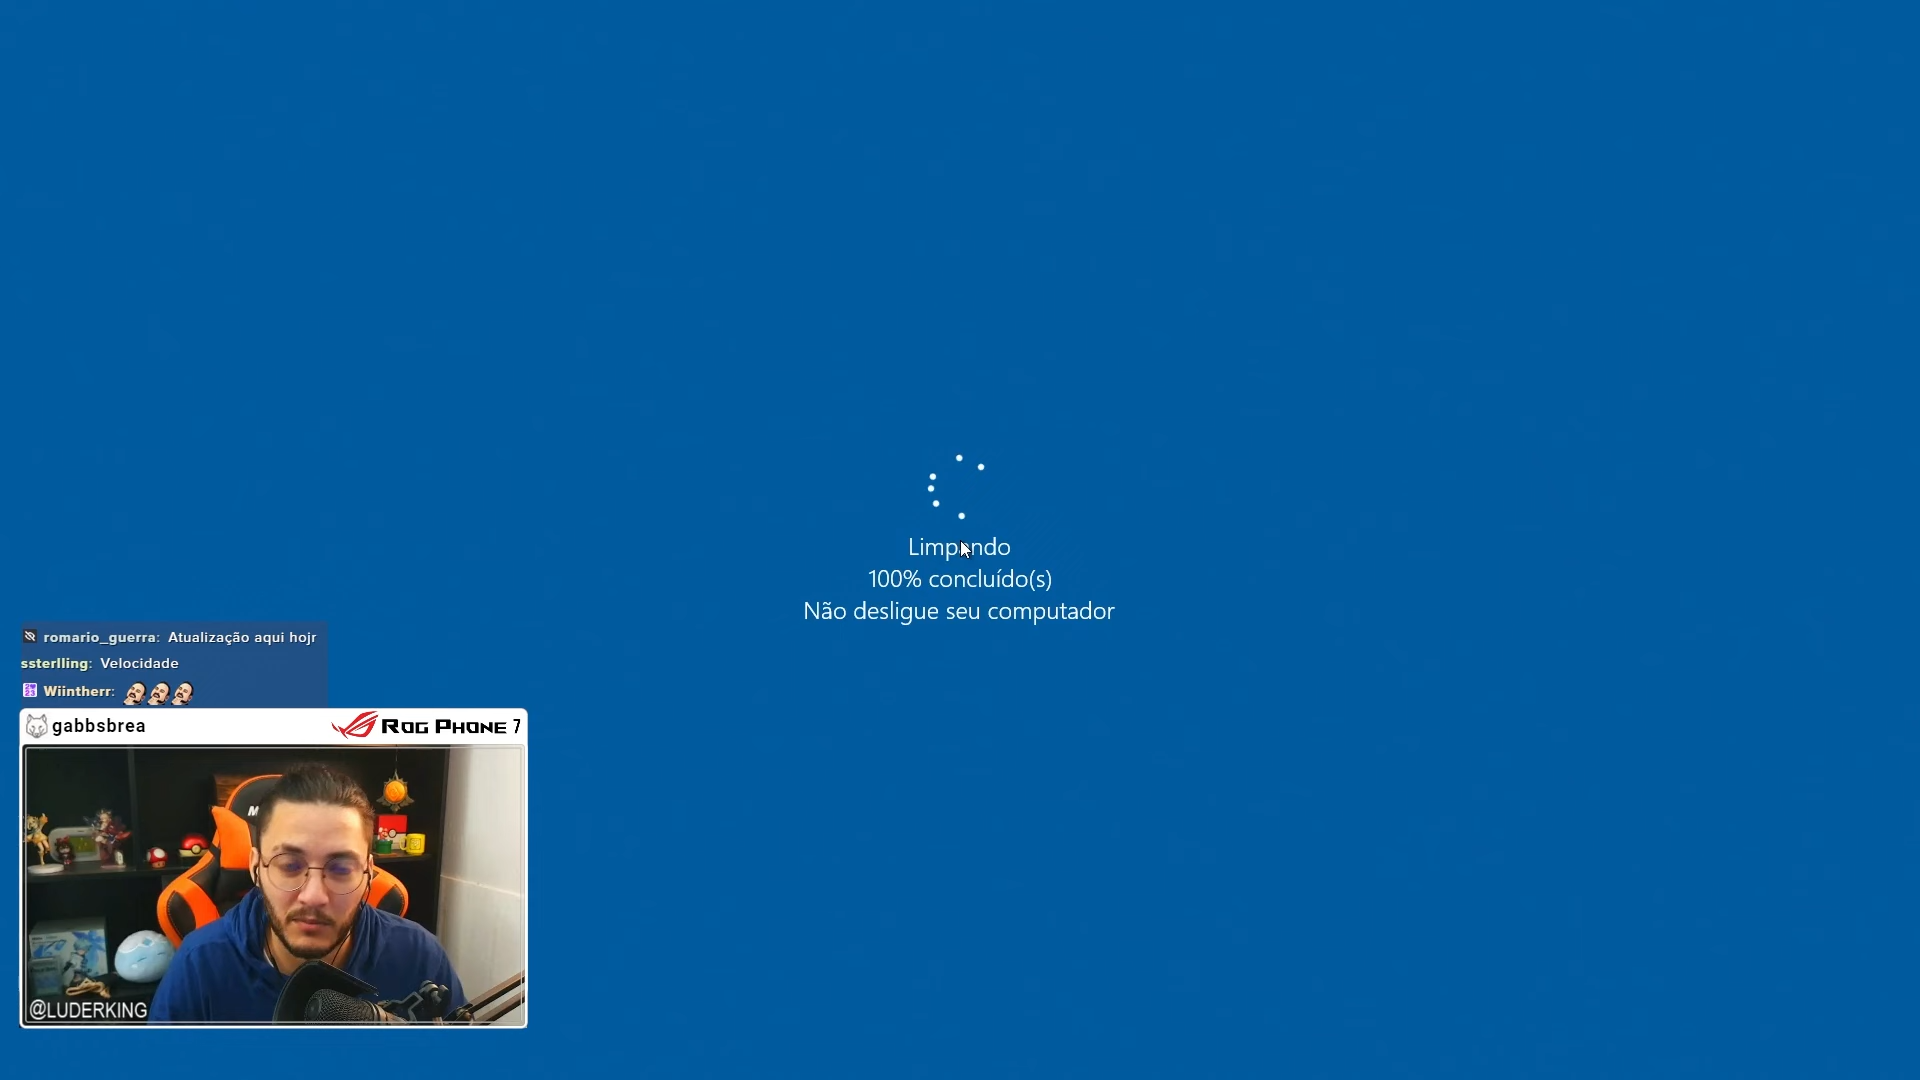 Limpando
100% concluído(s)
Não desligue seu computador
romario_guerra: Atualização aqui hojr
ssterlling: Velocidade
Wiintherr:
gabbsbrea
ROG PHONE 7
@LUDERKING